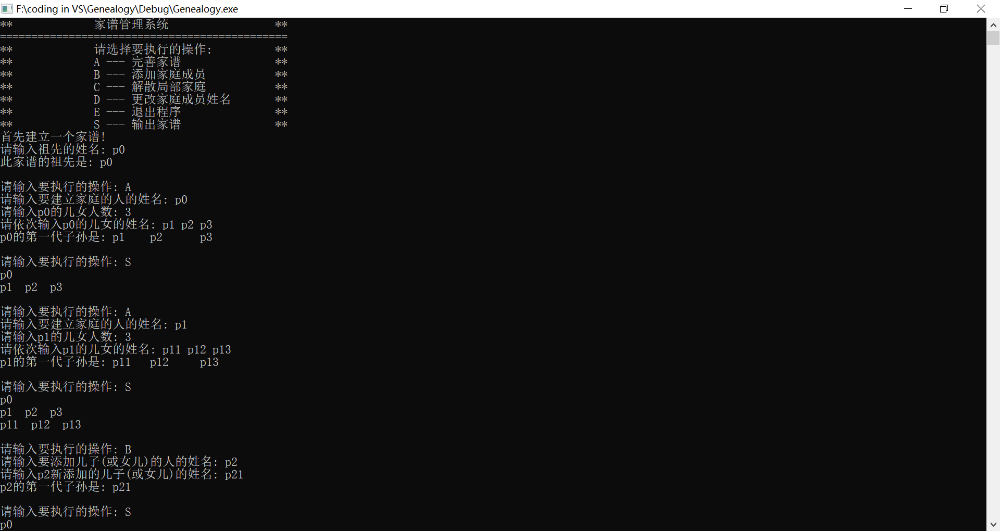 F:\coding in VS\Genealogy\Debug\Genealogy.exe
**             家谱管理系统                 **
==============================================
**             请选择要执行的操作:          **
**             A --- 完善家谱               **
**             B --- 添加家庭成员           **
**             C --- 解散局部家庭           **
**             D --- 更改家庭成员姓名       **
**             E --- 退出程序               **
**             S --- 输出家谱               **
首先建立一个家谱!
请输入祖先的姓名: p0
此家谱的祖先是: p0
请输入要执行的操作: A
请输入要建立家庭的人的姓名: p0
请输入p0的儿女人数: 3
请依次输入p0的儿女的姓名: p1 p2 p3
p0的第一代子孙是: p1    p2      p3
请输入要执行的操作: S
p0
p1  p2  p3
请输入要执行的操作: A
请输入要建立家庭的人的姓名: p1
请输入p1的儿女人数: 3
请依次输入p1的儿女的姓名: p11 p12 p13
p1的第一代子孙是: p11   p12     p13
请输入要执行的操作: S
p0
p1  p2  p3
p11  p12  p13
请输入要执行的操作: B
请输入要添加儿子(或女儿)的人的姓名: p2
请输入p2新添加的儿子(或女儿)的姓名: p21
p2的第一代子孙是: p21
请输入要执行的操作: S
p0